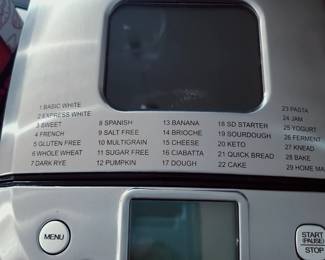 1 BASIC WHITE
2 EXPRESS WHITE
3 SWEET
4 FRENCH
5 GLUTEN FREE
6 WHOLE WHEAT
7 DARK RYE
8 SPANISH
9 SALT FREE
10 MULTIGRAIN
11 SUGAR FREE
12 PUMPKIN
13 BANANA
14 BRIOCHE
15 CHEESE
16 CIABATTA
17 DOUGH
18 SD STARTER
19 SOURDOUGH
20 KETO
21 QUICK BREAD
22 CAKE
23 PASTA
24 JAM
25 YOGURT
26 FERMENT
27 KNEAD
28 BAKE
29 HOME MA
MENU
START
(PAUSE)
STOP